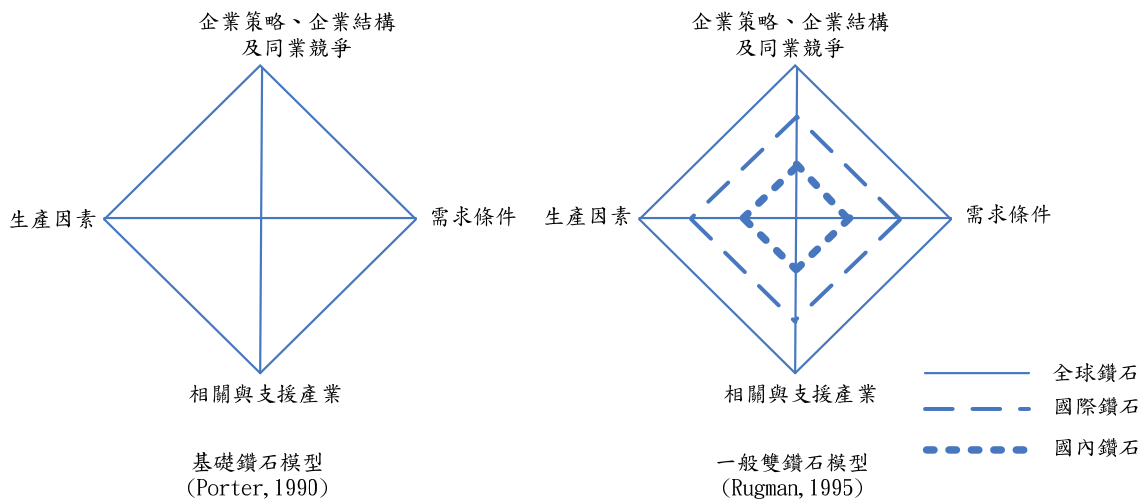 企業策略、企業結構
及同業競爭
生產因素
需求條件
相關與支援產業
基礎鑽石模型
(Porter,1990)
企業策略、企業結構
及同業競爭
生產因素
需求條件
相關與支援產業
一般雙鑽石模型
(Rugman,1995)
全球鑽石
國際鑽石
國內鑽石